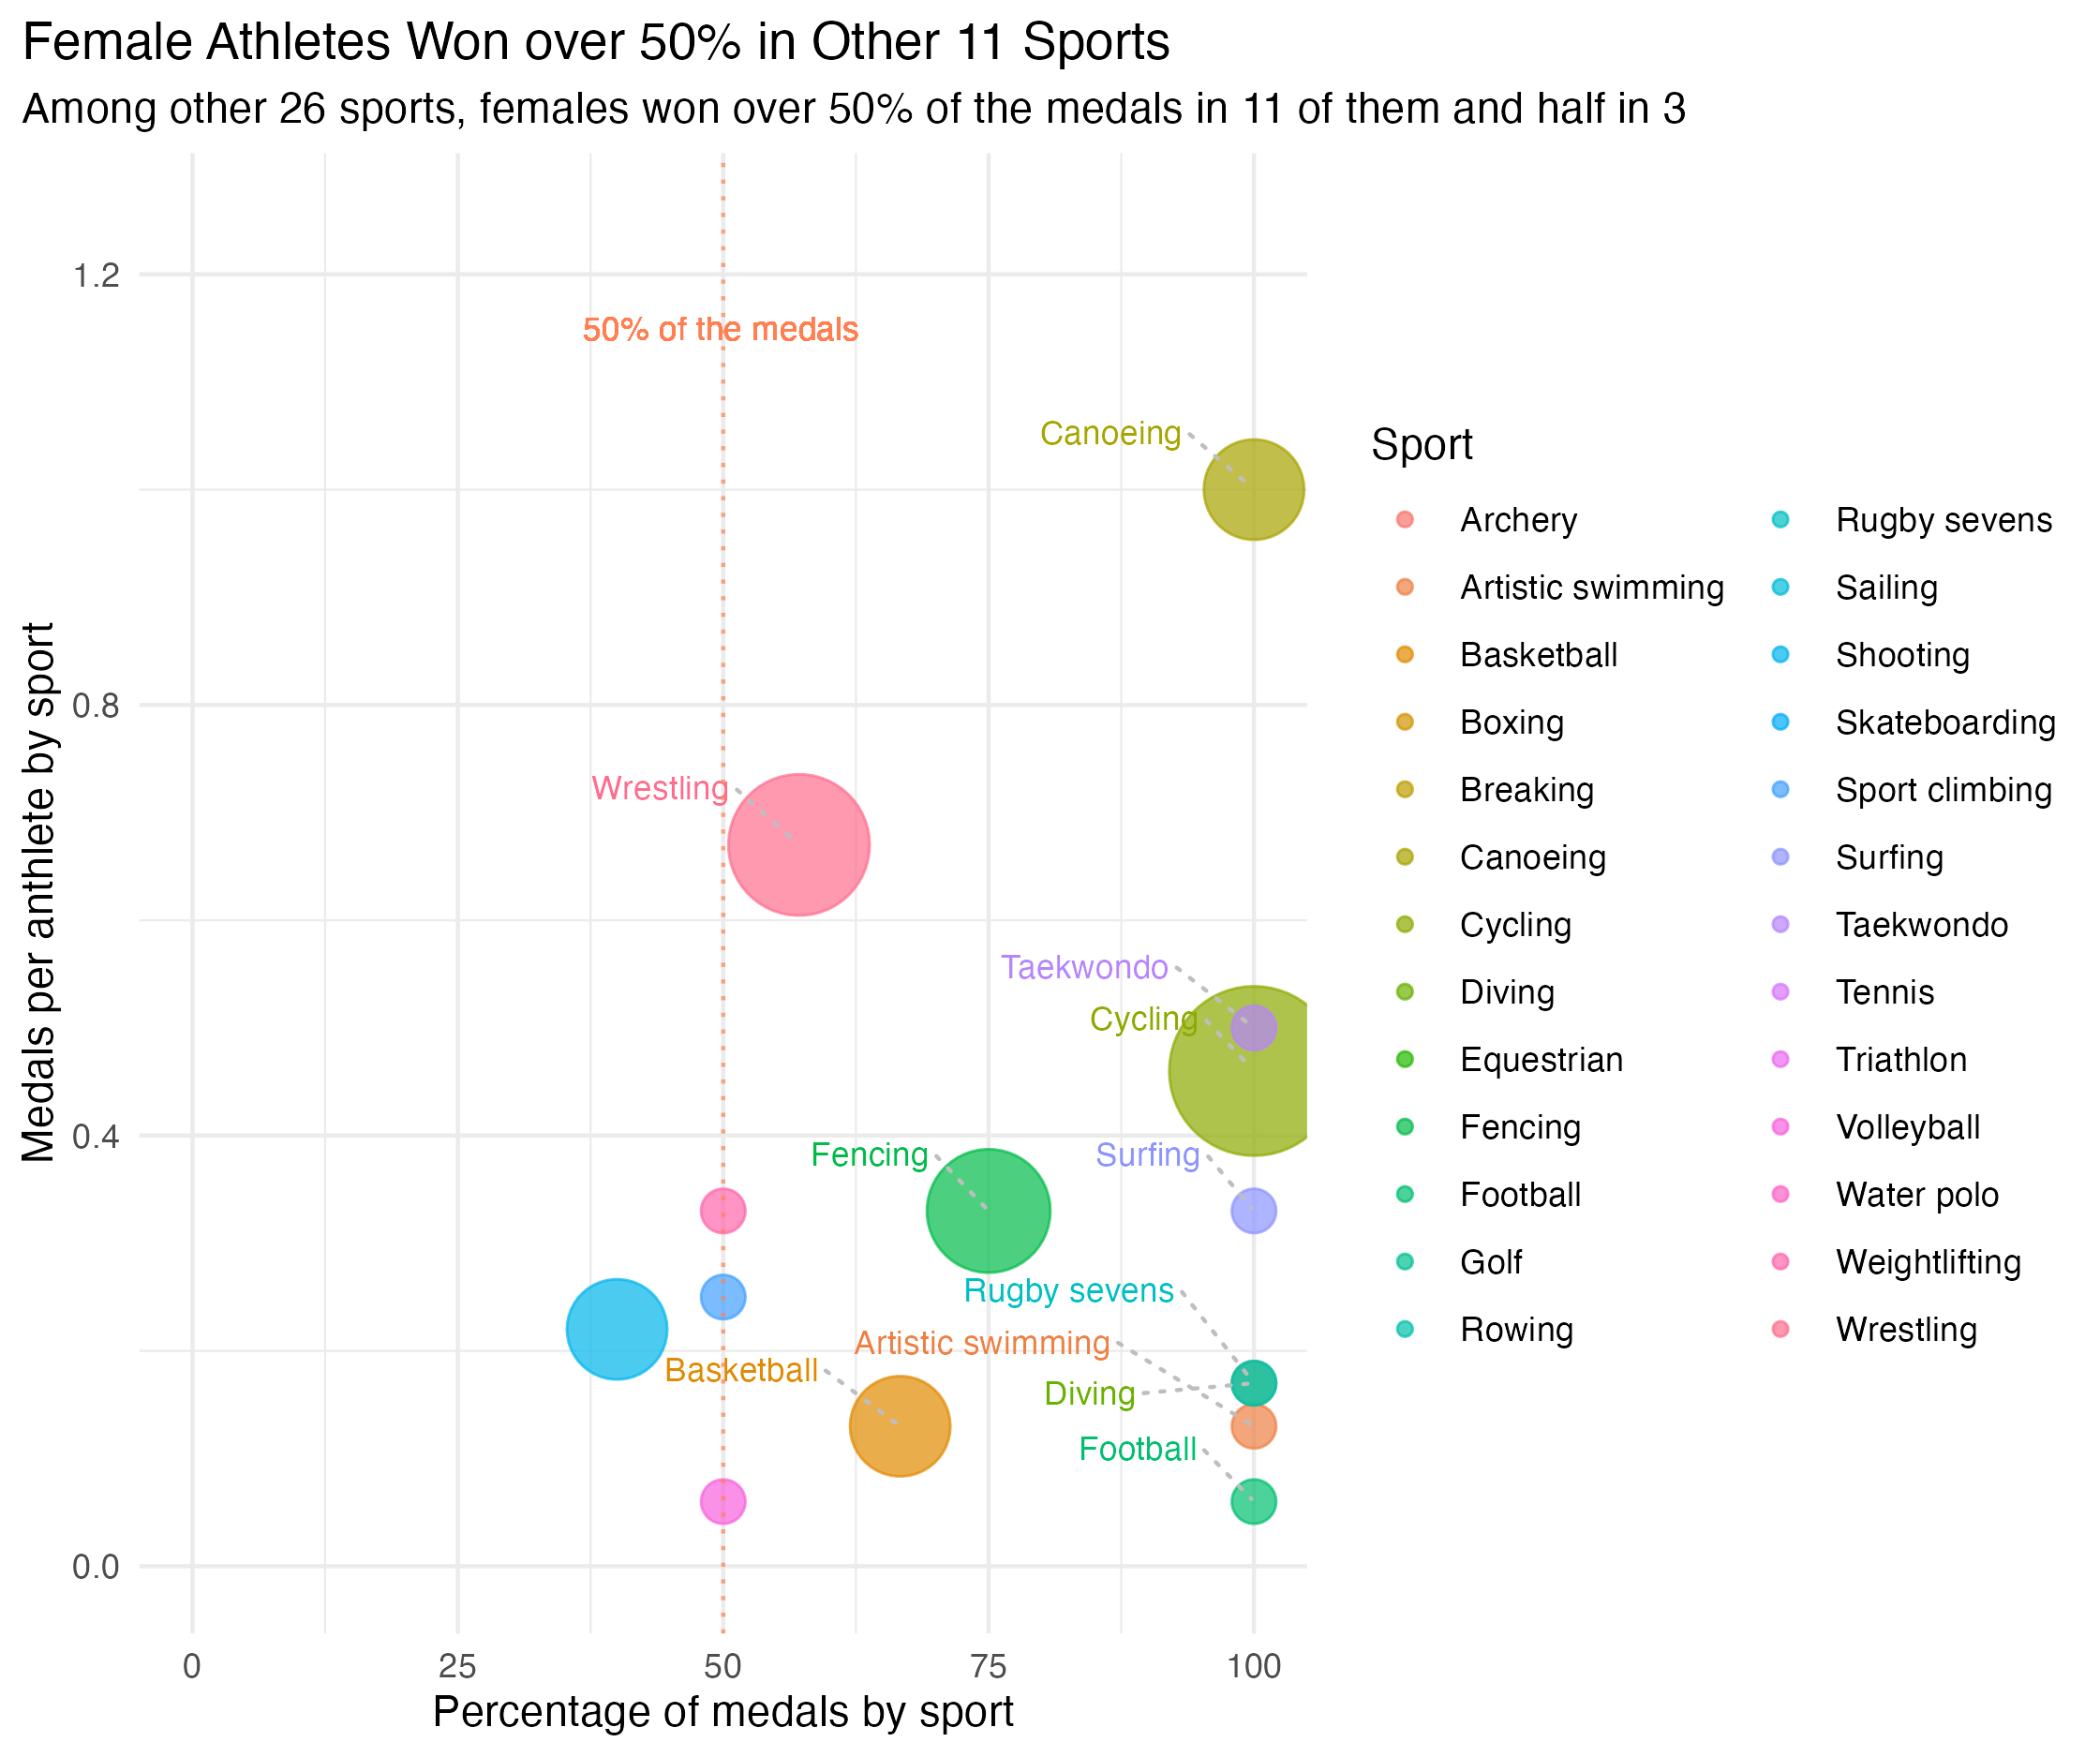 Female Athletes Won over 50% in Other 11 Sports
Among other 26 sports, females won over 50% of the medals in 11 of them and half in 3
1.2
50% of the medals
Canoeing
0.8
Wrestling
Taekwondo
Cycling
0.4
Fencing
Surfing
Rugby sevens
Artistic swimming
Basketball
Diving
Football
0.0
0
25
50
75
100
Percentage of medals by sport
Medals per anthlete by sport
Sport
Archery
Artistic swimming
Basketball
Boxing
Breaking
Canoeing
Cycling
Diving
Equestrian
Fencing
Football
Golf
Rowing
Rugby sevens
Sailing
Shooting
Skateboarding
Sport climbing
Surfing
Taekwondo
Tennis
Triathlon
Volleyball
Water polo
Weightlifting
Wrestling